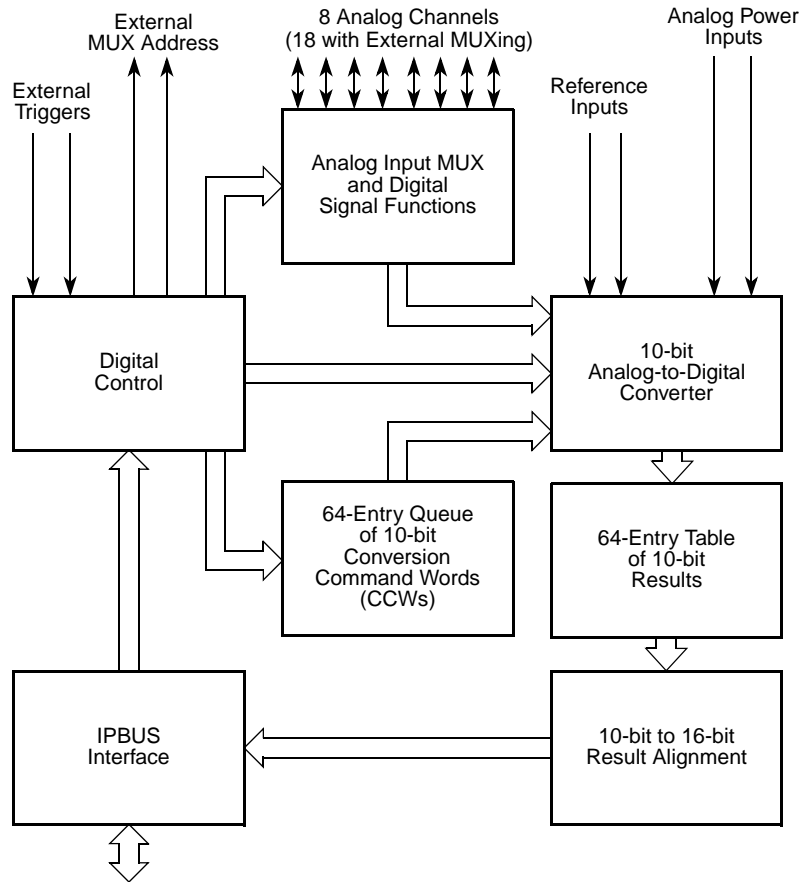 External
MUX Address
8 Analog Channels
(18 with External MUXing)
Analog Power
Inputs
External
Triggers
Reference
Inputs
Analog Input MUX
and Digital
Signal Functions
Digital
Control
10-bit
Analog-to-Digital
Converter
64-Entry Queue
of 10-bit
Conversion
Command Words
(CCWs)
64-Entry Table
of 10-bit
Results
IPBUS
Interface
10-bit to 16-bit
Result Alignment